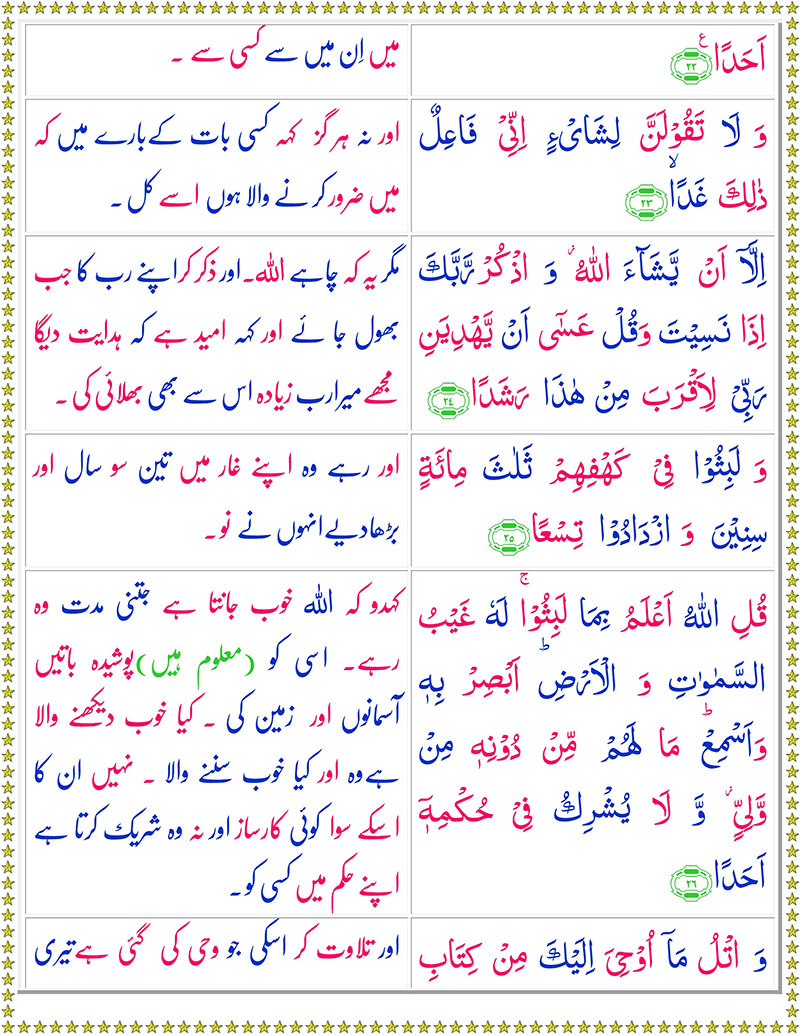 اَحَدًا ۠ع ﴿۲۲﴾
میں اِن میں سے کسی سے ۔
وَ لَا تَقُوۡلَنَّ لِشَایۡءٍ اِنِّیۡ فَاعِلٌ
ذٰلِكَ غَدًا ۙ ﴿۲۳﴾
اور نہ ہرگز کہہ کسی بات کے بارے میں کہ
میں ضرور کرنے والا ہوں اسے کل ۔
اِلَّاۤ اَنۡ یَّشَآءَ اللّٰهُ ۫ وَ اذۡكُرۡ رَّبَّكَ
اِذَا نَسِیۡتَ وَقُلۡ عَسٰۤی اَنۡ یَّهۡدِیَنِ
رَبِّیۡ لِاَقۡرَبَ مِنۡ هٰذَا رَشَدًا ﴿۲۴﴾
مگر یہ کہ چاہے اللہ۔ اور ذکر کر اپنے رب کا جب
بھول جائے اور کہہ امید ہے کہ ہدایت دیگا
مجھے میرا رب زیادہ اس سے بھی بھلائی کی ۔
وَ لَبِثُوۡا فِیۡ كَهۡفِهِمۡ ثَلٰثَ مِائَةٍ
سِنِیۡنَ وَ ازۡدَادُوۡا تِسۡعًا ﴿۲۵﴾
اور رہے وہ اپنے غار میں تین سو سال اور
بڑھا دیے انہوں نے نو ۔
قُلِ اللّٰهُ اَعۡلَمُ بِمَا لَبِثُوۡا ۚ لَهٗ غَیۡبُ
السَّمٰوٰتِ وَ الۡاَرۡضِ ؕ اَبۡصِرۡ بِهٖ
وَاَسۡمِعۡ ؕ مَا لَهُمۡ مِّنۡ دُوۡنِهٖ مِنۡ
وَّلِیٍّ ۫ وَّ لَا یُشۡرِكُ فِیۡ حُكۡمِهٖۤ
اَحَدًا ﴿۲۶﴾
کہدو کہ اللہ خوب جانتا ہے جتنی مدت وہ
رہے۔ اسی کو (معلوم ہیں) پوشیدہ باتیں
آسمانوں اور زمین کی ۔ کیا خوب دیکھنے والا
ہے وہ اور کیا خوب سننے والا ۔ نہیں ان کا
اسکے سوا کوئی کارساز اور نہ وہ شریک کرتا ہے
اپنے حکم میں کسی کو۔
وَ اتۡلُ مَاۤ اُوۡحِیَ اِلَیۡكَ مِنۡ كِتَابِ
اور تلاوت کر اسکی جو وحی کی گئی ہے تیری